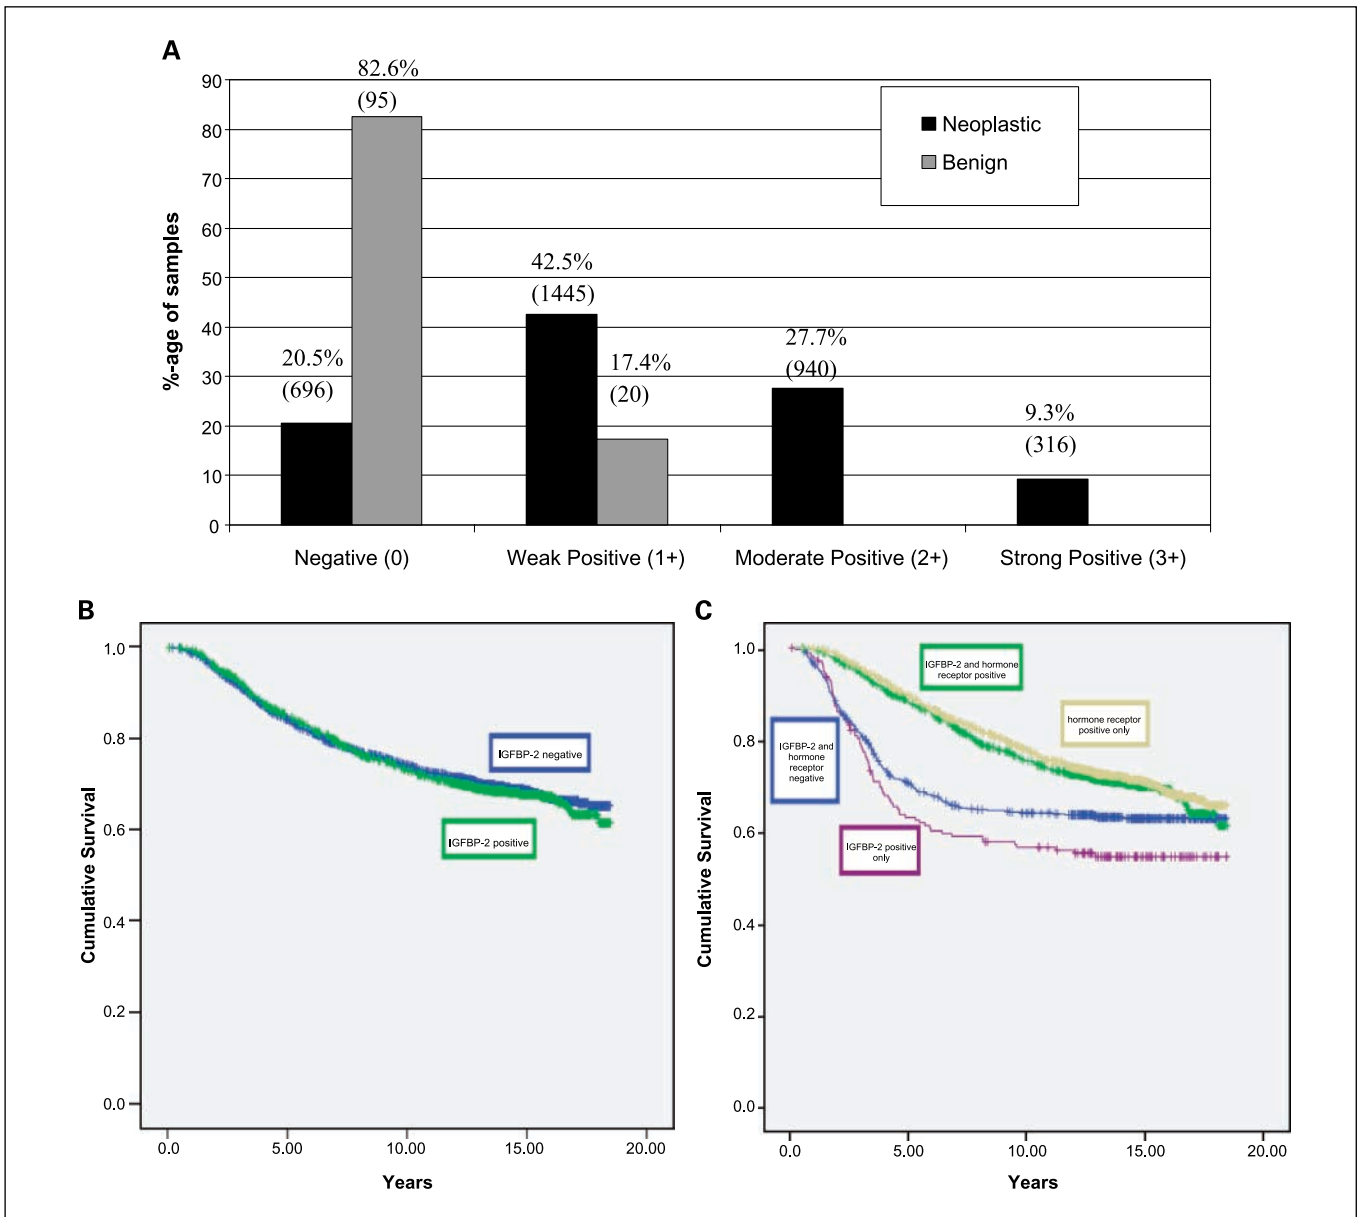 A
82.6%
(95)
90
80
70
60
50
40
30
20
10
0
%-age of samples
Neoplastic
Benign
20.5%
(696)
42.5%
(1445)
17.4%
(20)
27.7%
(940)
9.3%
(316)
Negative (0)
Weak Positive (1+)
Moderate Positive (2+)
Strong Positive (3+)
B
1.0
0.8
0.6
0.4
0.2
0.0
Cumulative Survival
IGFBP-2 negative
IGFBP-2 positive
0.0
5.00
10.00
15.00
20.00
Years
C
1.0
0.8
0.6
0.4
0.2
0.0
Cumulative Survival
IGFBP-2 and hormone
receptor positive
hormone receptor
positive only
IGFBP-2 and
hormone
receptor
negative
IGFBP-2 positive
only
0.0
5.00
10.00
15.00
20.00
Years